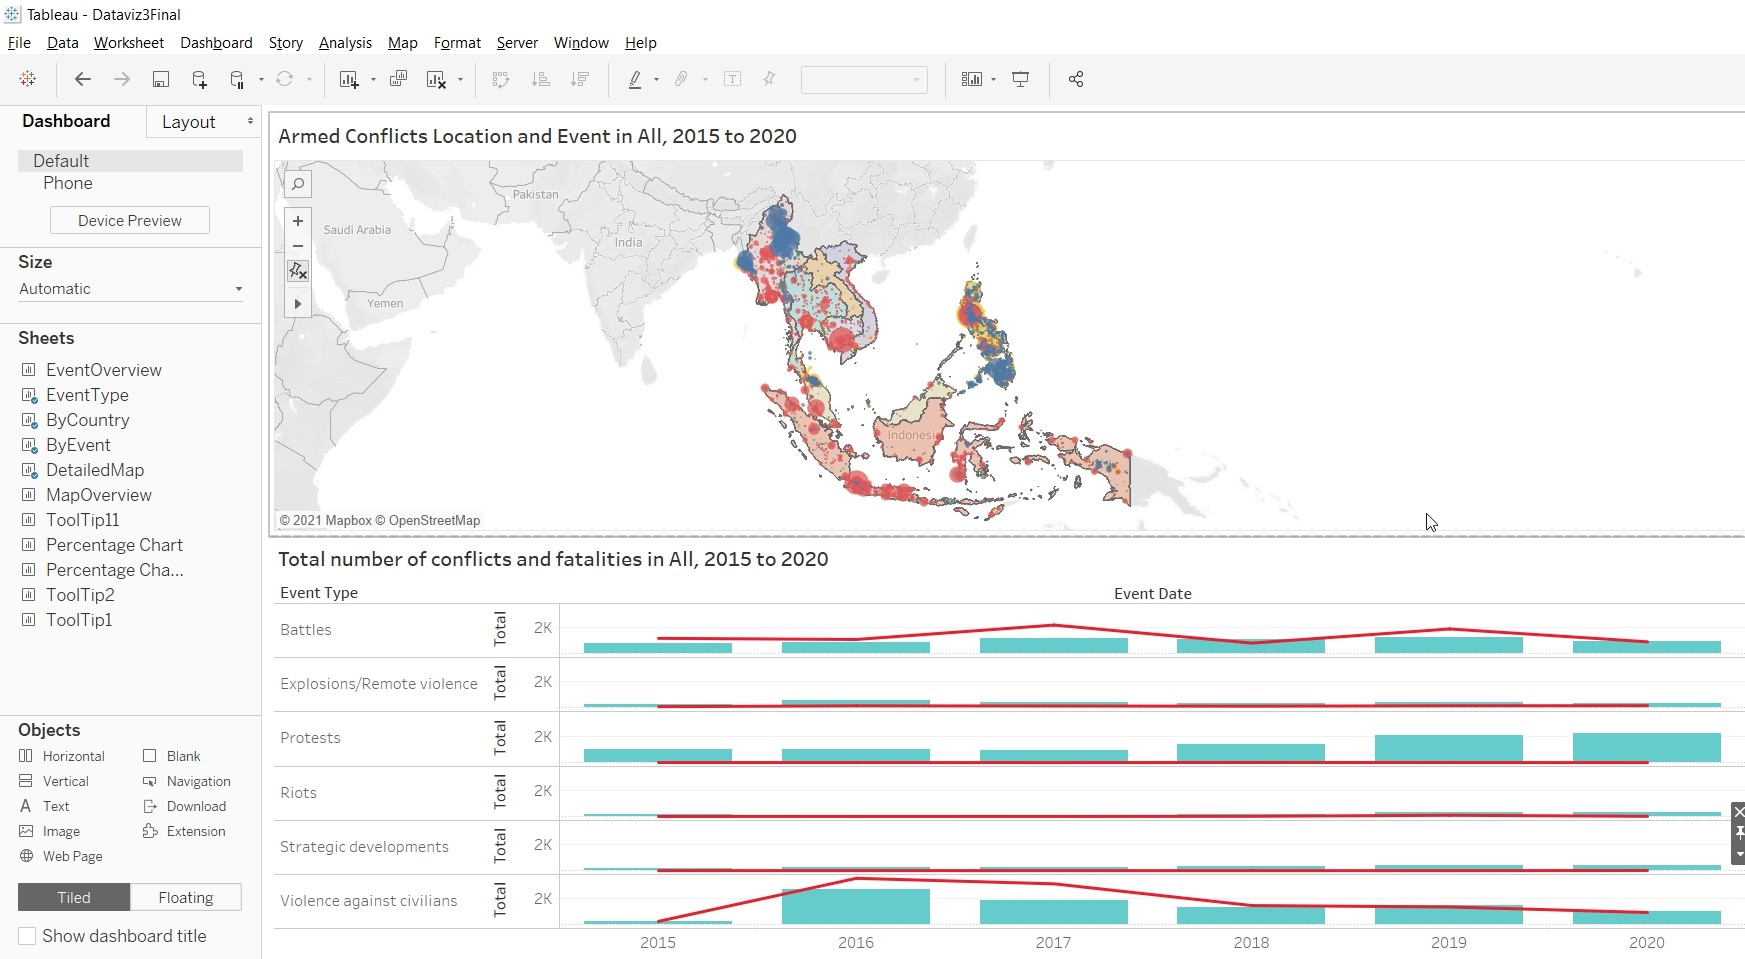 Tableau - Dataviz3Final
File Data Worksheet Dashboard Story Analysis Map Format Server Window Help
Dashboard Layout
Default
Phone
Device Preview
Size
Automatic
Sheets
EventOverview
EventType
ByCountry
ByEvent
DetailedMap
MapOverview
ToolTip11
Percentage Chart
Percentage Cha...
ToolTip2
ToolTip1
Objects
Horizontal Blank
Vertical Navigation
A Text Download
Image Extension
Web Page
Tiled Floating
Show dashboard title
Armed Conflicts Location and Event in All, 2015 to 2020
Pakistan
Saudi Arabia
India
Yemen
Indonesia
© 2021 Mapbox © OpenStreetMap
Total number of conflicts and fatalities in All, 2015 to 2020
Event Type Event Date
Battles Total 2K
Explosions/Remote violence Total 2K
Protests Total 2K
Riots Total 2K
Strategic developments Total 2K
Violence against civilians Total 2K
2015 2016 2017 2018 2019 2020